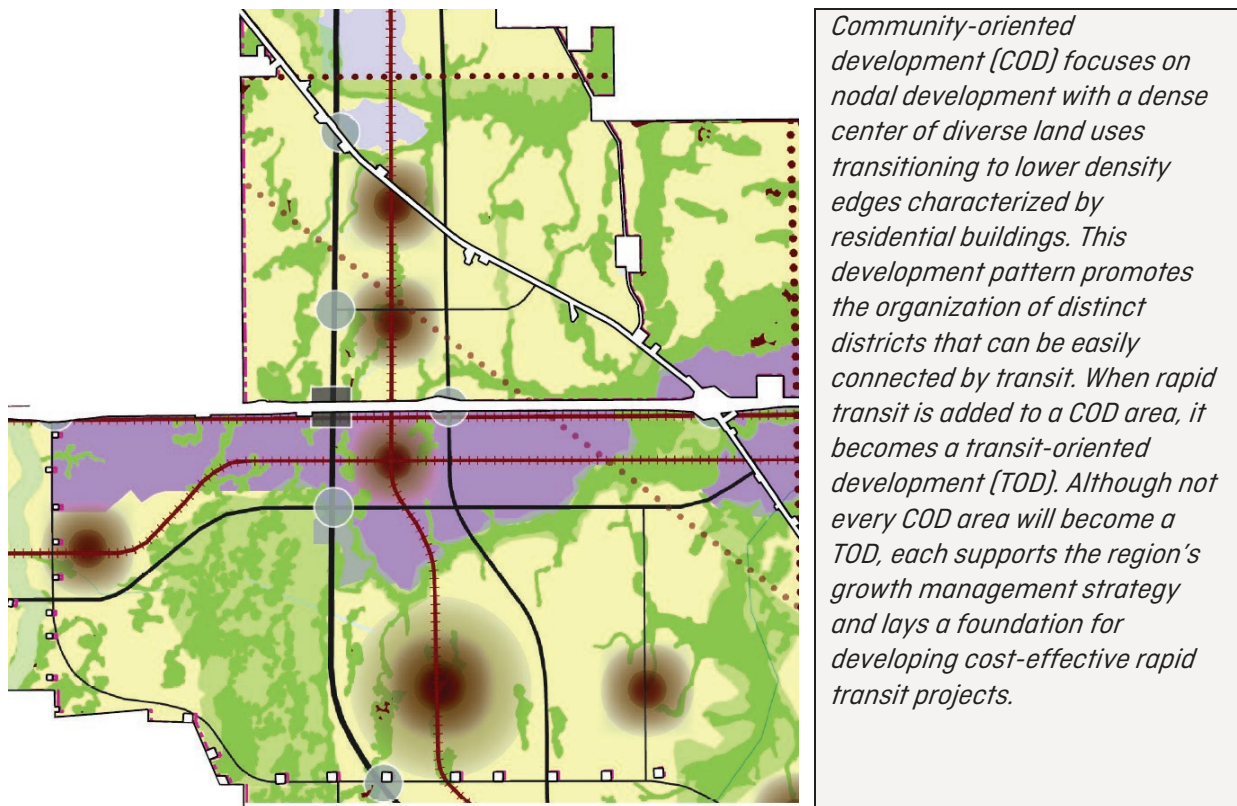 Community-oriented
development (COD) focuses on
nodal development with a dense
center of diverse land uses
transitioning to lower density
edges characterized by
residential buildings. This
development pattern promotes
the organization of distinct
districts that can be easily
connected by transit. When rapid
transit is added to a COD area, it
becomes a transit-oriented
development (TOD). Although not
every COD area will become a
TOD, each supports the region's
growth management strategy
and lays a foundation for
developing cost-effective rapid
transit projects.